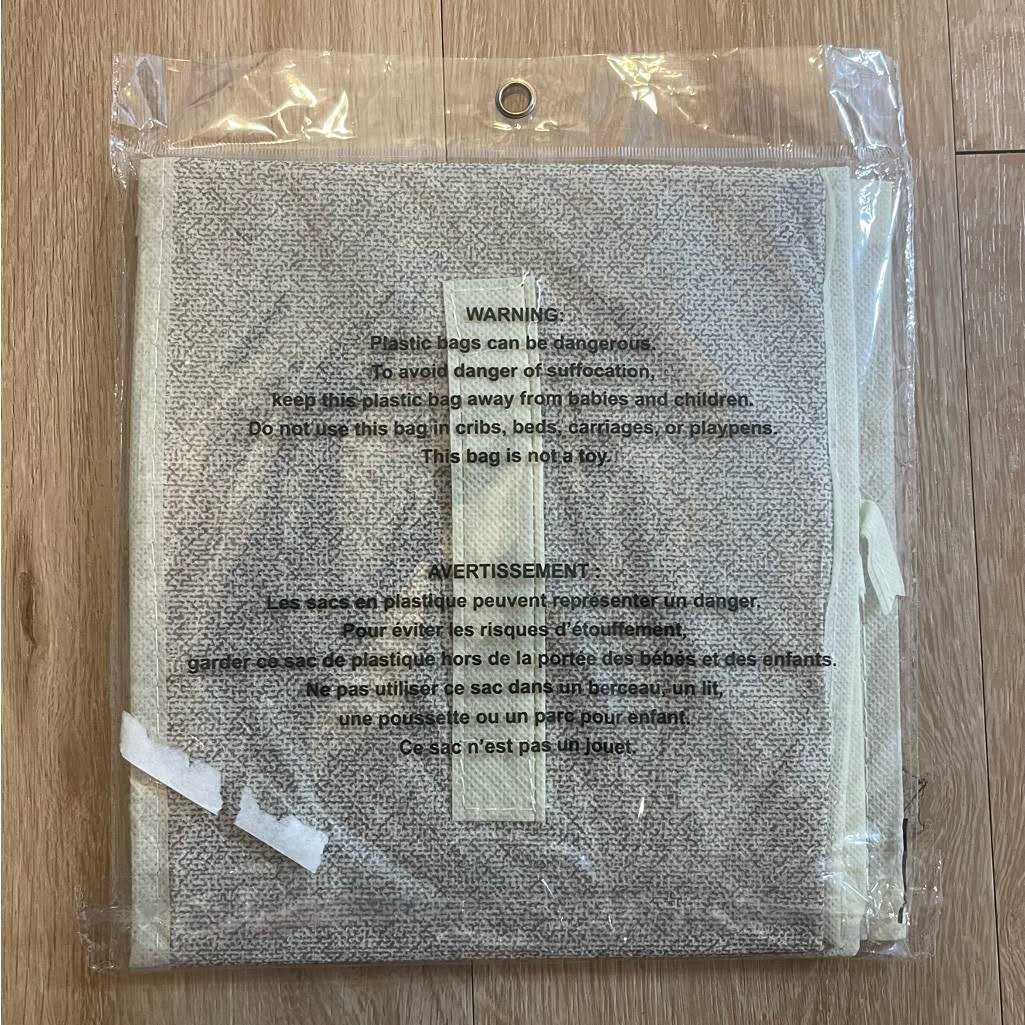 WARNING:
Plastic bags can be dangerous.
To avoid danger of suffocation,
keep this plastic bag away from babies and children.
Do not use this bag in cribs, beds, carriages, or playpens.
This bag is not a toy.
AVERTISSEMENT :
Les sacs en plastique peuvent représenter un danger.
Pour éviter les risques d'étouffement,
garder ce sac de plastique hors de la portée des bébés et des enfants.
Ne pas utiliser ce sac dans un berceau, un lit,
une poussette ou un parc pour enfant.
Ce sac n'est pas un jouet.